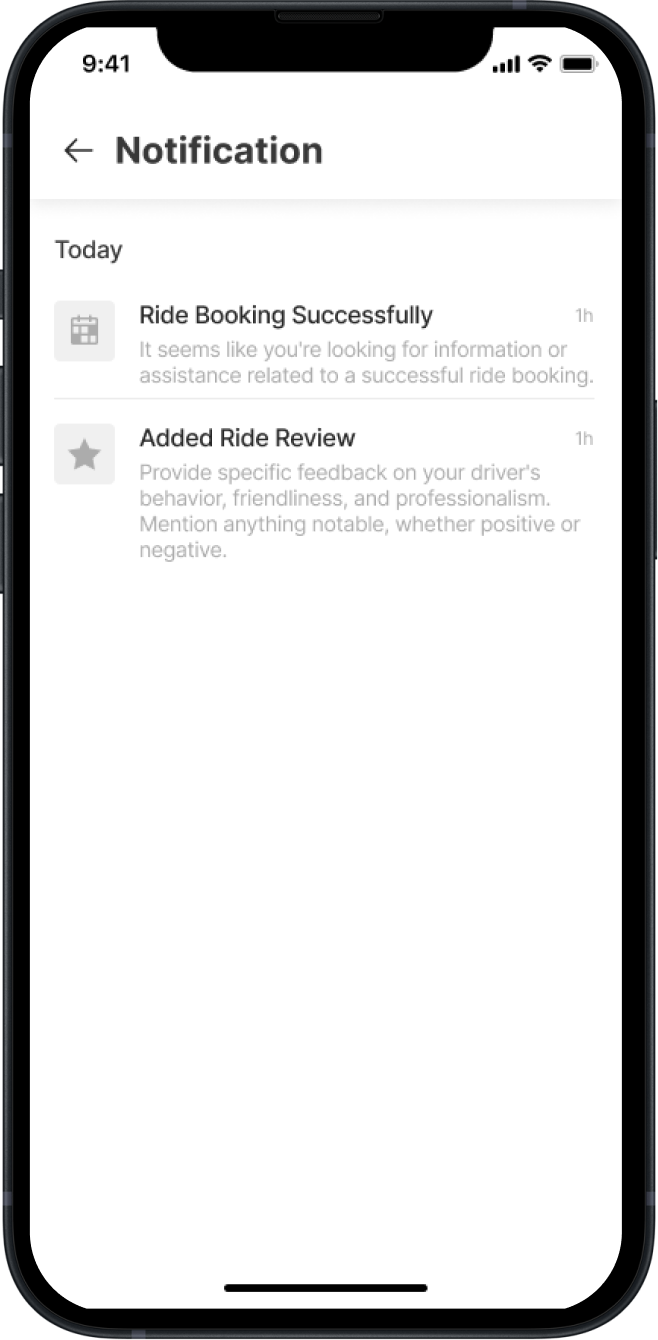 9:41
Notification
Today
Ride Booking Successfully 1h
It seems like you're looking for information or
assistance related to a successful ride booking.
Added Ride Review 1h
Provide specific feedback on your driver's
behavior, friendliness, and professionalism.
Mention anything notable, whether positive or
negative.